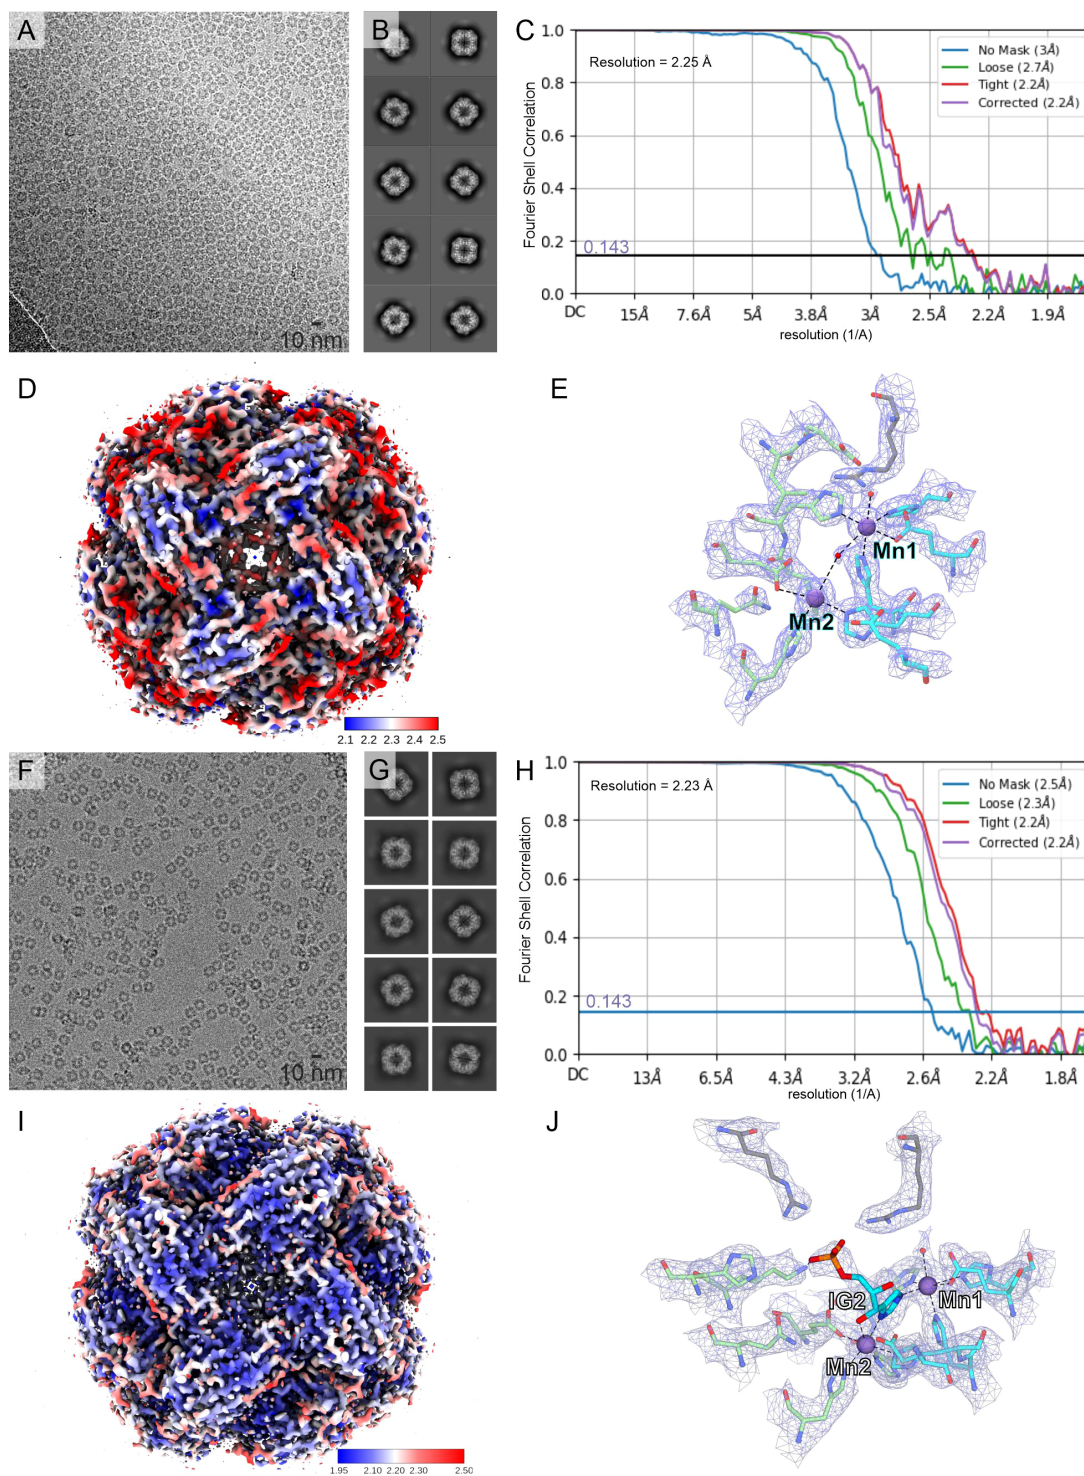 A
10 nm
B
C
Fourier Shell Correlation
1.0
0.8
0.6
0.4
0.2
0.0
Resolution = 2.25 Å
No Mask (3Å)
Loose (2.7Å)
Tight (2.2Å)
Corrected (2.2Å)
0.143
DC 15Å 7.6Å 5Å 3.8Å 3Å 2.5Å 2.2Å 1.9Å
resolution (1/A)
D
2.1 2.2 2.3 2.4 2.5
E
Mn1
Mn2
F
10 nm
G
H
Fourier Shell Correlation
1.0
0.8
0.6
0.4
0.2
0.0
Resolution = 2.23 Å
No Mask (2.5Å)
Loose (2.3Å)
Tight (2.2Å)
Corrected (2.2Å)
0.143
DC 13Å 6.5Å 4.3Å 3.2Å 2.6Å 2.2Å 1.8Å
resolution (1/A)
I
1.95 2.10 2.20 2.30 2.50
J
IG2
Mn1
Mn2